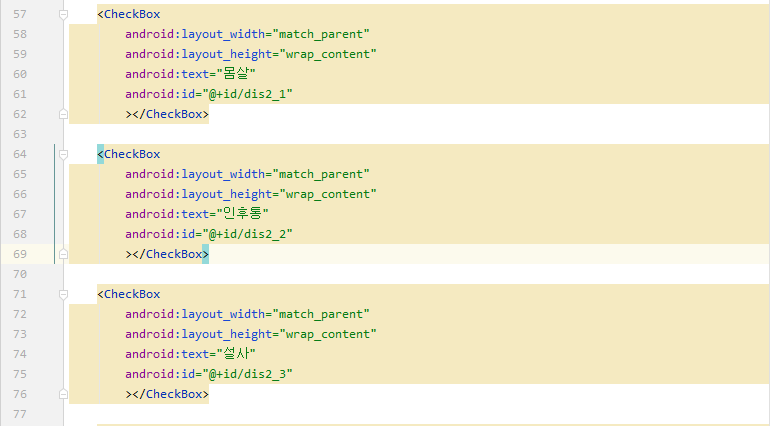 57 <CheckBox
58 android:layout_width="match_parent"
59 android:layout_height="wrap_content"
60 android:text="몸살"
61 android:id="@+id/dis2_1"
62 ></CheckBox>
63
64 <CheckBox
65 android:layout_width="match_parent"
66 android:layout_height="wrap_content"
67 android:text="인후통"
68 android:id="@+id/dis2_2"
69 ></CheckBox>
70
71 <CheckBox
72 android:layout_width="match_parent"
73 android:layout_height="wrap_content"
74 android:text="설사"
75 android:id="@+id/dis2_3"
76 ></CheckBox>
77